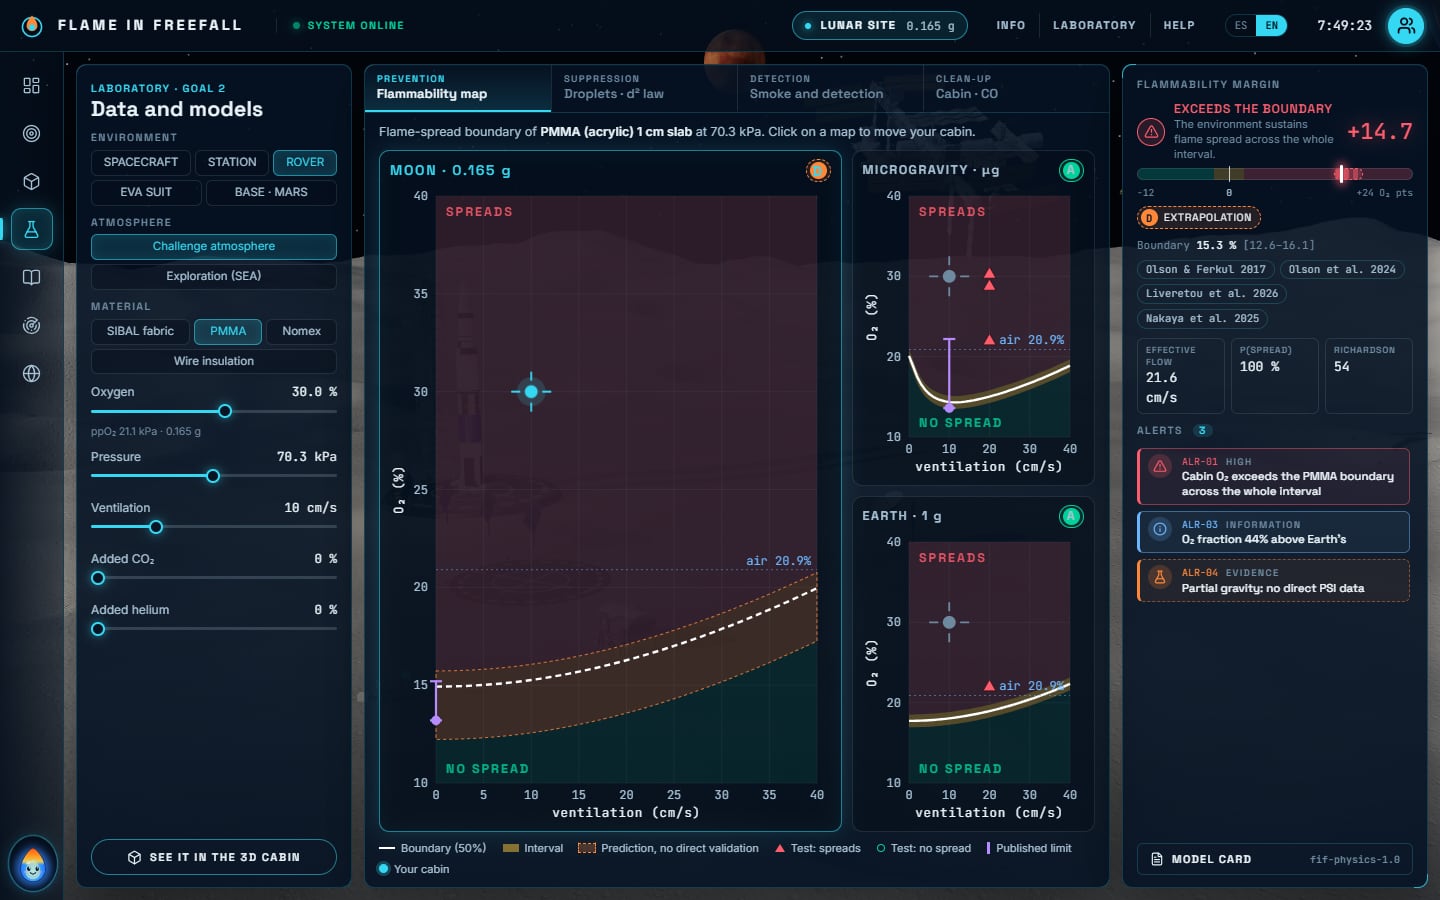 FLAME IN FREEFALL
SYSTEM ONLINE
LUNAR SITE 0.165 g
INFO
LABORATORY
HELP
ES
EN
7:49:23
LABORATORY · GOAL 2
Data and models
ENVIRONMENT
SPACECRAFT
STATION
ROVER
EVA SUIT
BASE · MARS
ATMOSPHERE
Challenge atmosphere
Exploration (SEA)
MATERIAL
SIBAL fabric
PMMA
Nomex
Wire insulation
Oxygen 30.0 %
ppO₂ 21.1 kPa · 0.165 g
Pressure 70.3 kPa
Ventilation 10 cm/s
Added CO₂ 0 %
Added helium 0 %
SEE IT IN THE 3D CABIN
PREVENTION
Flammability map
SUPPRESSION
Droplets · d² law
DETECTION
Smoke and detection
CLEAN-UP
Cabin · CO
Flame-spread boundary of PMMA (acrylic) 1 cm slab at 70.3 kPa. Click on a map to move your cabin.
MOON · 0.165 g
D
40
SPREADS
35
30
25
O₂ (%)
air 20.9%
20
15
NO SPREAD
10
0 5 10 15 20 25 30 35 40
ventilation (cm/s)
MICROGRAVITY · µg
A
40
SPREADS
30
O₂ (%)
air 20.9%
20
NO SPREAD
10
0 10 20 30 40
ventilation (cm/s)
EARTH · 1 g
A
40
SPREADS
30
O₂ (%)
air 20.9%
20
NO SPREAD
10
0 10 20 30 40
ventilation (cm/s)
Boundary (50%)
Interval
Prediction, no direct validation
Test: spreads
Test: no spread
Published limit
Your cabin
FLAMMABILITY MARGIN
EXCEEDS THE BOUNDARY
The environment sustains
flame spread across the whole
interval.
+14.7
-12 0 +24 O₂ pts
D EXTRAPOLATION
Boundary 15.3 % [12.6–16.1]
Olson & Ferkul 2017
Olson et al. 2024
Liveretou et al. 2026
Nakaya et al. 2025
EFFECTIVE
FLOW
21.6
cm/s
P(SPREAD)
100 %
RICHARDSON
54
ALERTS 3
ALR-01 HIGH
Cabin O₂ exceeds the PMMA boundary
across the whole interval
ALR-03 INFORMATION
O₂ fraction 44% above Earth's
ALR-04 EVIDENCE
Partial gravity: no direct PSI data
MODEL CARD fif-physics-1.0